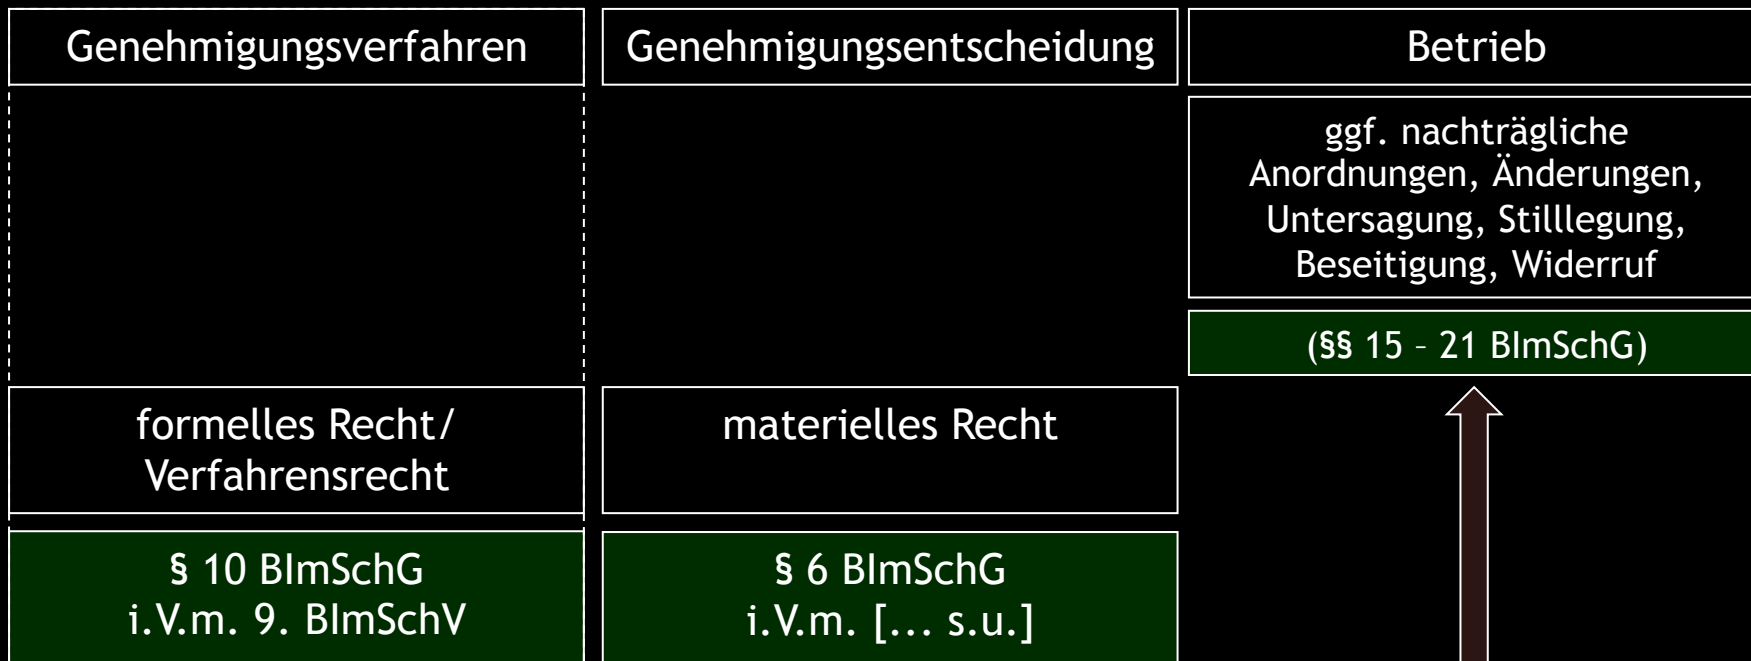 Genehmigungsverfahren
Genehmigungsentscheidung
Betrieb
ggf. nachträgliche
Anordnungen, Änderungen,
Untersagung, Stilllegung,
Beseitigung, Widerruf
(§§ 15 – 21 BImSchG)
formelles Recht/
Verfahrensrecht
materielles Recht
§ 10 BImSchG
i.V.m. 9. BImSchV
§ 6 BImSchG
i.V.m. [... s.u.]